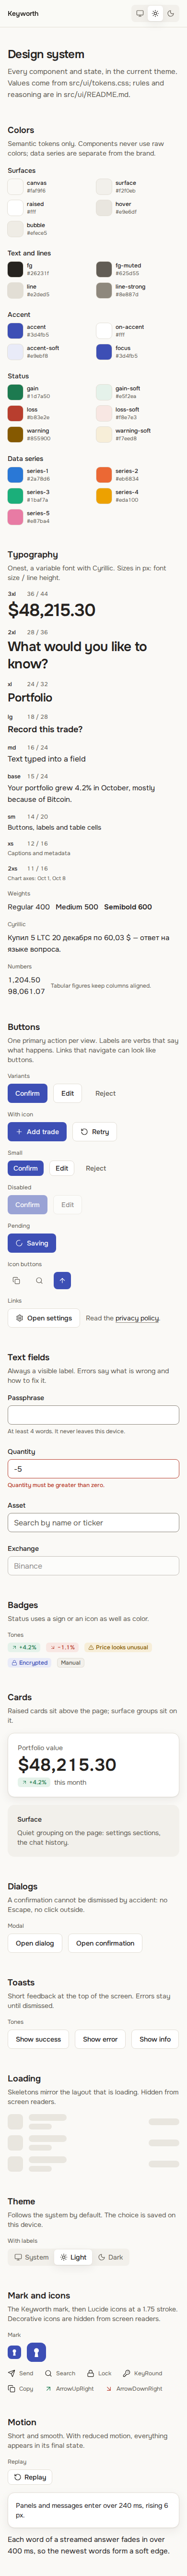 Keyworth
Design system
Every component and state, in the current theme.
Values come from src/ui/tokens.css; rules and
reasoning are in src/ui/README.md.
Colors
Semantic tokens only. Components never use raw
colors; data series are separate from the brand.
Surfaces
canvas
#faf9f6
surface
#f2f0eb
raised
#fff
hover
#e9e6df
bubble
Text and lines
fg
#26231f
fg-muted
#625d55
line
#e2ded5
line-strong
#8e887d
Accent
accent
#3d4fb5
on-accent
#fff
accent-soft
#e9ebf8
focus
#3d4fb5
Status
gain
#1d7a50
gain-soft
#e5f2ea
loss
#b83e2e
loss-soft
#f8e7e3
warning
#855900
warning-soft
#f7eed8
Data series
series-1
#2a78d6
series-2
#eb6834
series-3
#1baf7a
series-4
#eda100
series-5
#e87ba4
Typography
Onest, a variable font with Cyrillic. Sizes in px: font
size / line height.
3xl 36 / 44
$48,215.30
2xl 28 / 36
What would you like to
know?
xl 24 / 32
Portfolio
lg 18 / 28
Record this trade?
md 16 / 24
Text typed into a field
base 15 / 24
Your portfolio grew 4.2% in October, mostly
because of Bitcoin.
sm 14 / 20
Buttons, labels and table cells
xs 12 / 16
Captions and metadata
2xs 11 / 16
Chart axes: Oct 1, Oct 8
Weights
Regular 400 Medium 500 Semibold 600
Cyrillic
Купил 5 LTC 20 декабря по 60,03 $ — ответ на
языке вопроса.
Numbers
1,204.50
98,061.07
Tabular figures keep columns aligned.
Buttons
One primary action per view. Labels are verbs that say
what happens. Links that navigate can look like
buttons.
Variants
Confirm Edit Reject
With icon
Add trade Retry
Small
Confirm Edit Reject
Disabled
Confirm Edit
Pending
Saving
Icon buttons
Links
Open settings Read the privacy policy.
Text fields
Always a visible label. Errors say what is wrong and
how to fix it.
Passphrase
At least 4 words. It never leaves this device.
Quantity
-5
Quantity must be greater than zero.
Asset
Search by name or ticker
Exchange
Binance
Badges
Status uses a sign or an icon as well as color.
Tones
+4.2% −1.1% Price looks unusual
Encrypted Manual
Cards
Raised cards sit above the page; surface groups sit on
it.
Portfolio value
$48,215.30
+4.2% this month
Surface
Quiet grouping on the page: settings sections,
the chat history.
Dialogs
A confirmation cannot be dismissed by accident: no
Escape, no click outside.
Modal
Open dialog Open confirmation
Toasts
Short feedback at the top of the screen. Errors stay
until dismissed.
Tones
Show success Show error Show info
Loading
Skeletons mirror the layout that is loading. Hidden from
screen readers.
Theme
Follows the system by default. The choice is saved on
this device.
With labels
System Light Dark
Mark and icons
The Keyworth mark, then Lucide icons at a 1.75 stroke.
Decorative icons are hidden from screen readers.
Mark
Send Search Lock KeyRound
Copy ArrowUpRight ArrowDownRight
Motion
Short and smooth. With reduced motion, everything
appears in its final state.
Replay
Replay
Panels and messages enter over 240 ms, rising 6
px.
Each word of a streamed answer fades in over
400 ms, so the newest words form a soft edge.